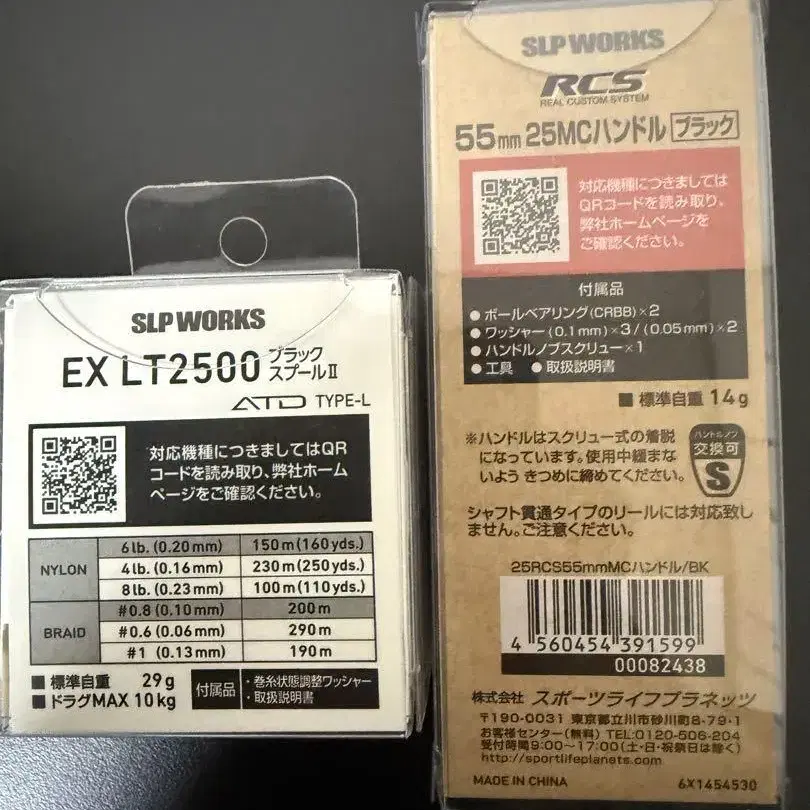 SLP WORKS
EX LT2500 ブラック
スプールⅡ
ATD TYPE-L
対応機種につきましてはQR
コードを読み取り、弊社ホーム
ページをご確認ください。
NYLON
6lb. (0.20mm) 150m (160yds.)
4lb. (0.16mm) 230m (250yds.)
8lb. (0.23mm) 100m (110yds.)
BRAID
#0.8 (0.10mm) 200m
#0.6 (0.06mm) 290m
#1 (0.13mm) 190m
■ 標準自重 29g
■ ドラグMAX 10kg
付属品
・巻糸状態調整ワッシャー
・取扱説明書
SLP WORKS
RCS
REAL CUSTOM SYSTEM
55mm 25MCハンドル ブラック
対応機種につきましては
QRコードを読み取り、
弊社ホームページを
ご確認ください。
付属品
● ボールベアリング(CRBB)×2
● ワッシャー(0.1mm)×3/(0.05mm)×2
● ハンドルノブスクリュー×1
● 工具 ● 取扱説明書
■ 標準自重 14g
※ハンドルはスクリュー式の着脱
になっています。使用中緩まな
いよう きつめに締めてください。
ハンドルノブ
交換可
S
シャフト貫通タイプのリールには対応致し
ません。ご注意ください。
25RCS55mmMCハンドル/BK
4 560454 391599
00082438
株式会社 スポーツライフプラネッツ
〒190-0031 東京都立川市砂川町8-79-1
お客様センター(無料) TEL:0120-506-204
受付時間9:00～17:00(土・日・祝祭日は除く)
http://sportlifeplanets.com/
MADE IN CHINA 6X1454530